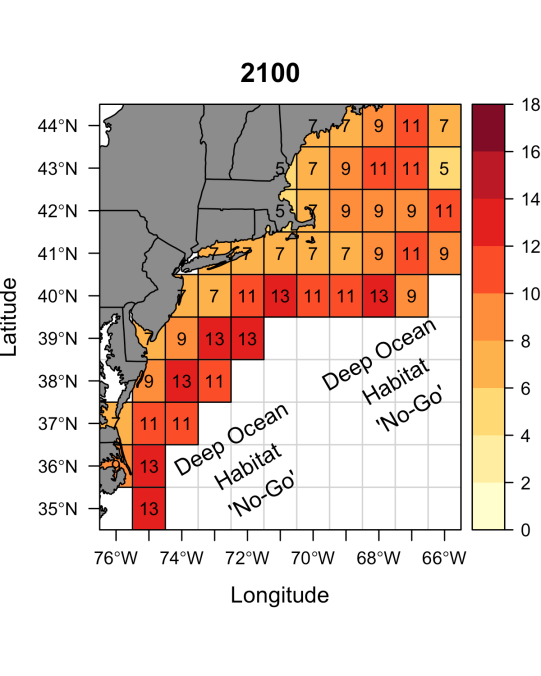 2100
44°N 7 7 9 11 7
43°N 5 7 9 11 11 5
42°N 5 7 9 9 9 11
41°N 7 7 7 7 7 9 11 9
40°N 7 11 13 11 11 13 9
39°N 9 13 13
38°N 9 13 11
37°N 7 11 11
36°N 9 13
35°N 13
Deep Ocean
Habitat
'No-Go'
Deep Ocean
Habitat
'No-Go'
76°W 74°W 72°W 70°W 68°W 66°W
Longitude
Latitude
18
16
14
12
10
8
6
4
2
0